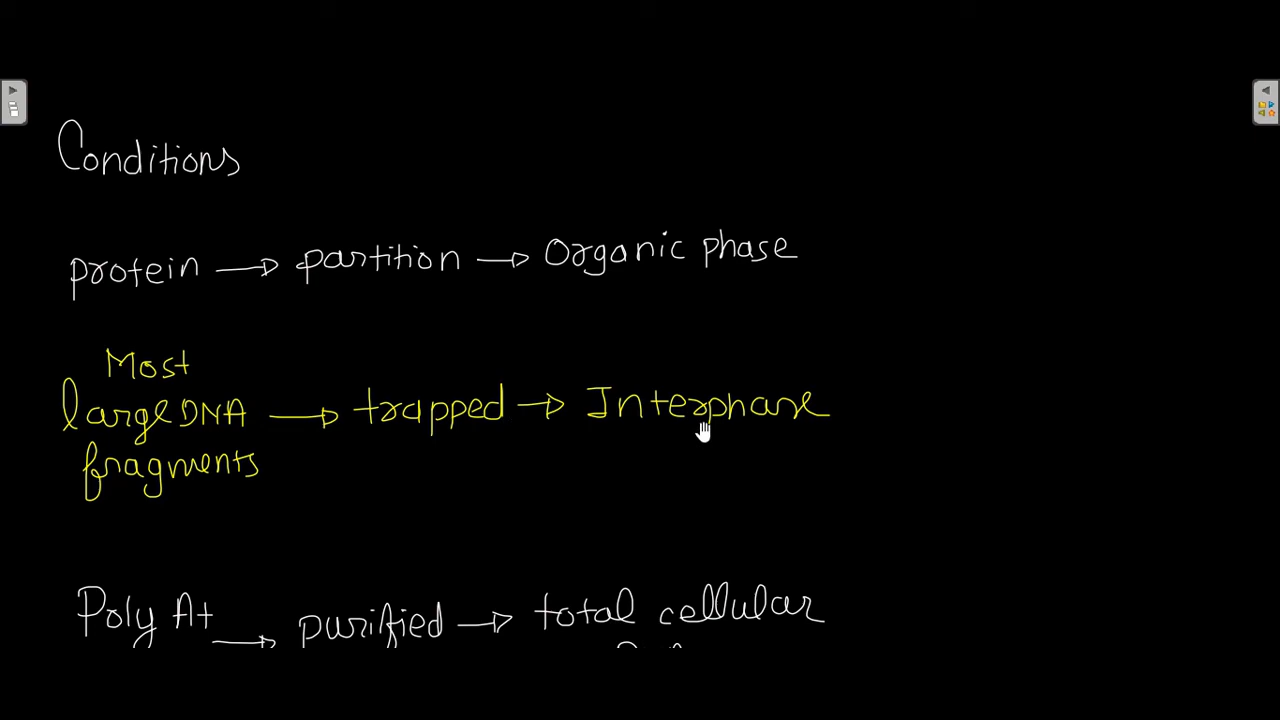 Conditions
protein → partition → Organic phase
Most
large DNA → trapped → Interphase
fragments
Poly A+ → purified → total cellular